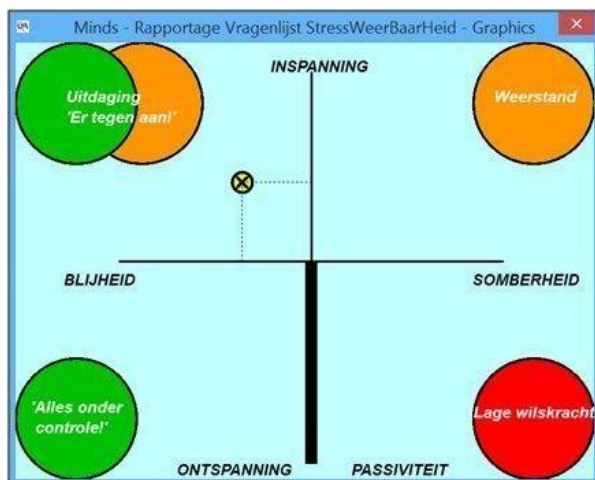 Minds - Rapportage Vragenlijst StressWeerBaarHeid - Graphics
INSPANNING
Uitdaging
'Er tegen aan!'
Weerstand
BLIJHEID
SOMBERHEID
'Alles onder
controle!'
Lage wilskracht
ONTSPANNING
PASSIVITEIT